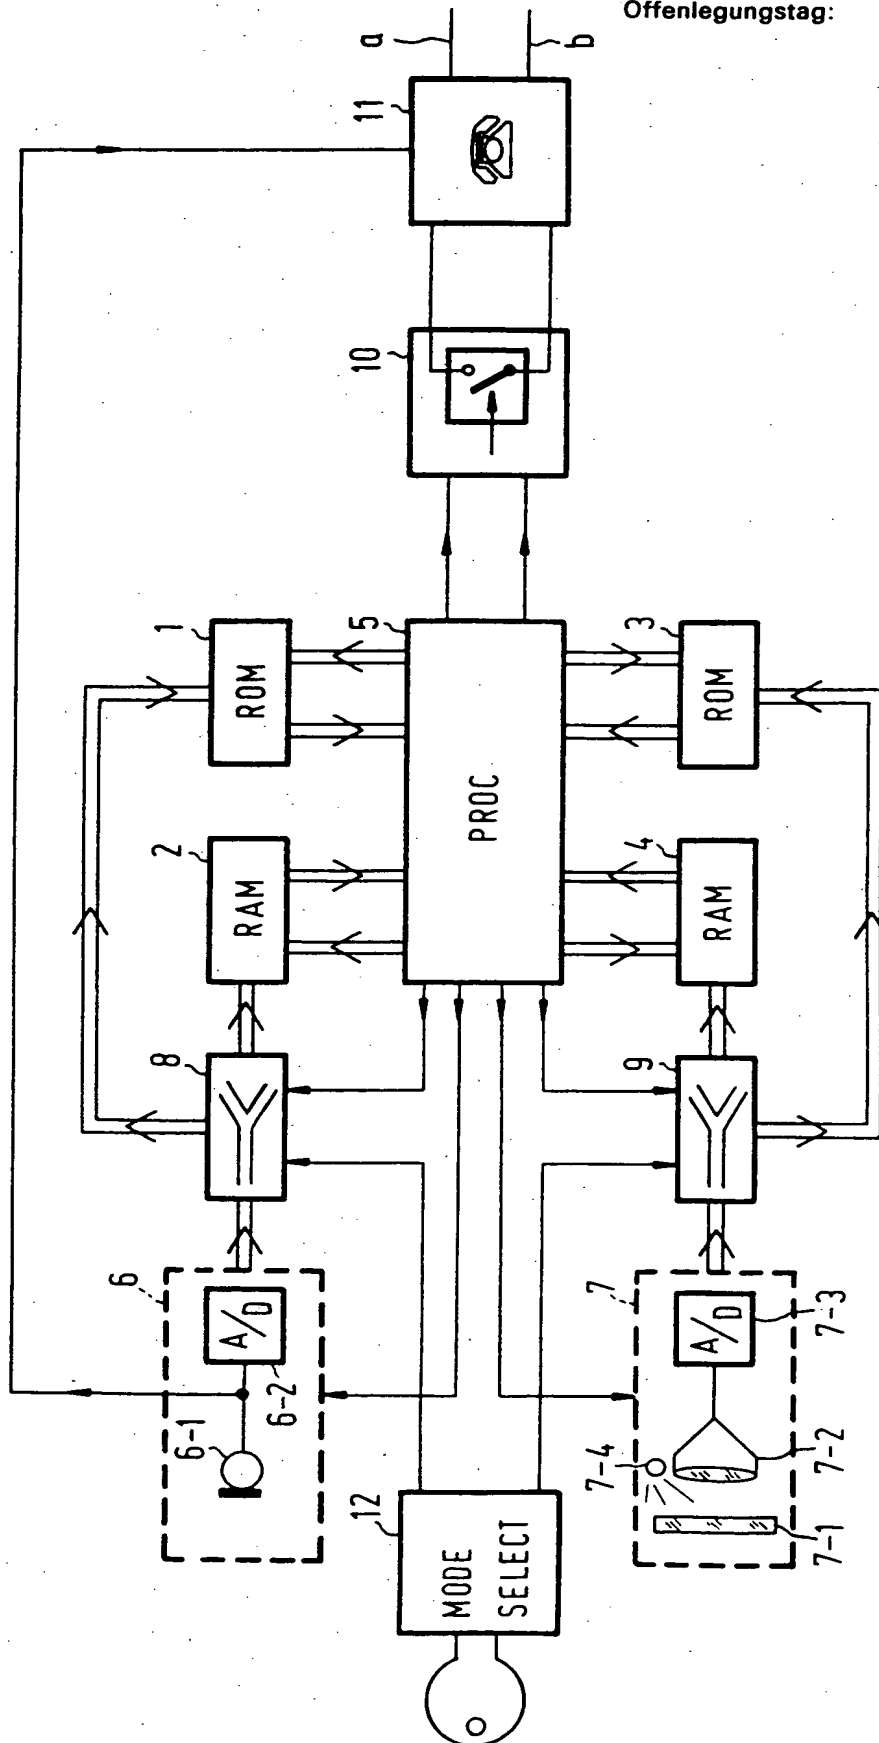 Offenlegungstag:
a
b
11
10
1
ROM
5
3
ROM
PROC
2
RAM
4
RAM
8
9
6
A/D
6-2
6-1
7
A/D
7-3
7-4
7-2
7-1
12
MODE
SELECT